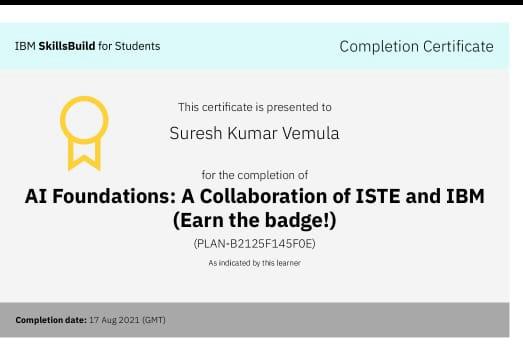 IBM SkillsBuild for Students
Completion Certificate
This certificate is presented to
Suresh Kumar Vemula
for the completion of
AI Foundations: A Collaboration of ISTE and IBM
(Earn the badge!)
(PLAN-B2125F145F0E)
As indicated by this learner
Completion date: 17 Aug 2021 (GMT)